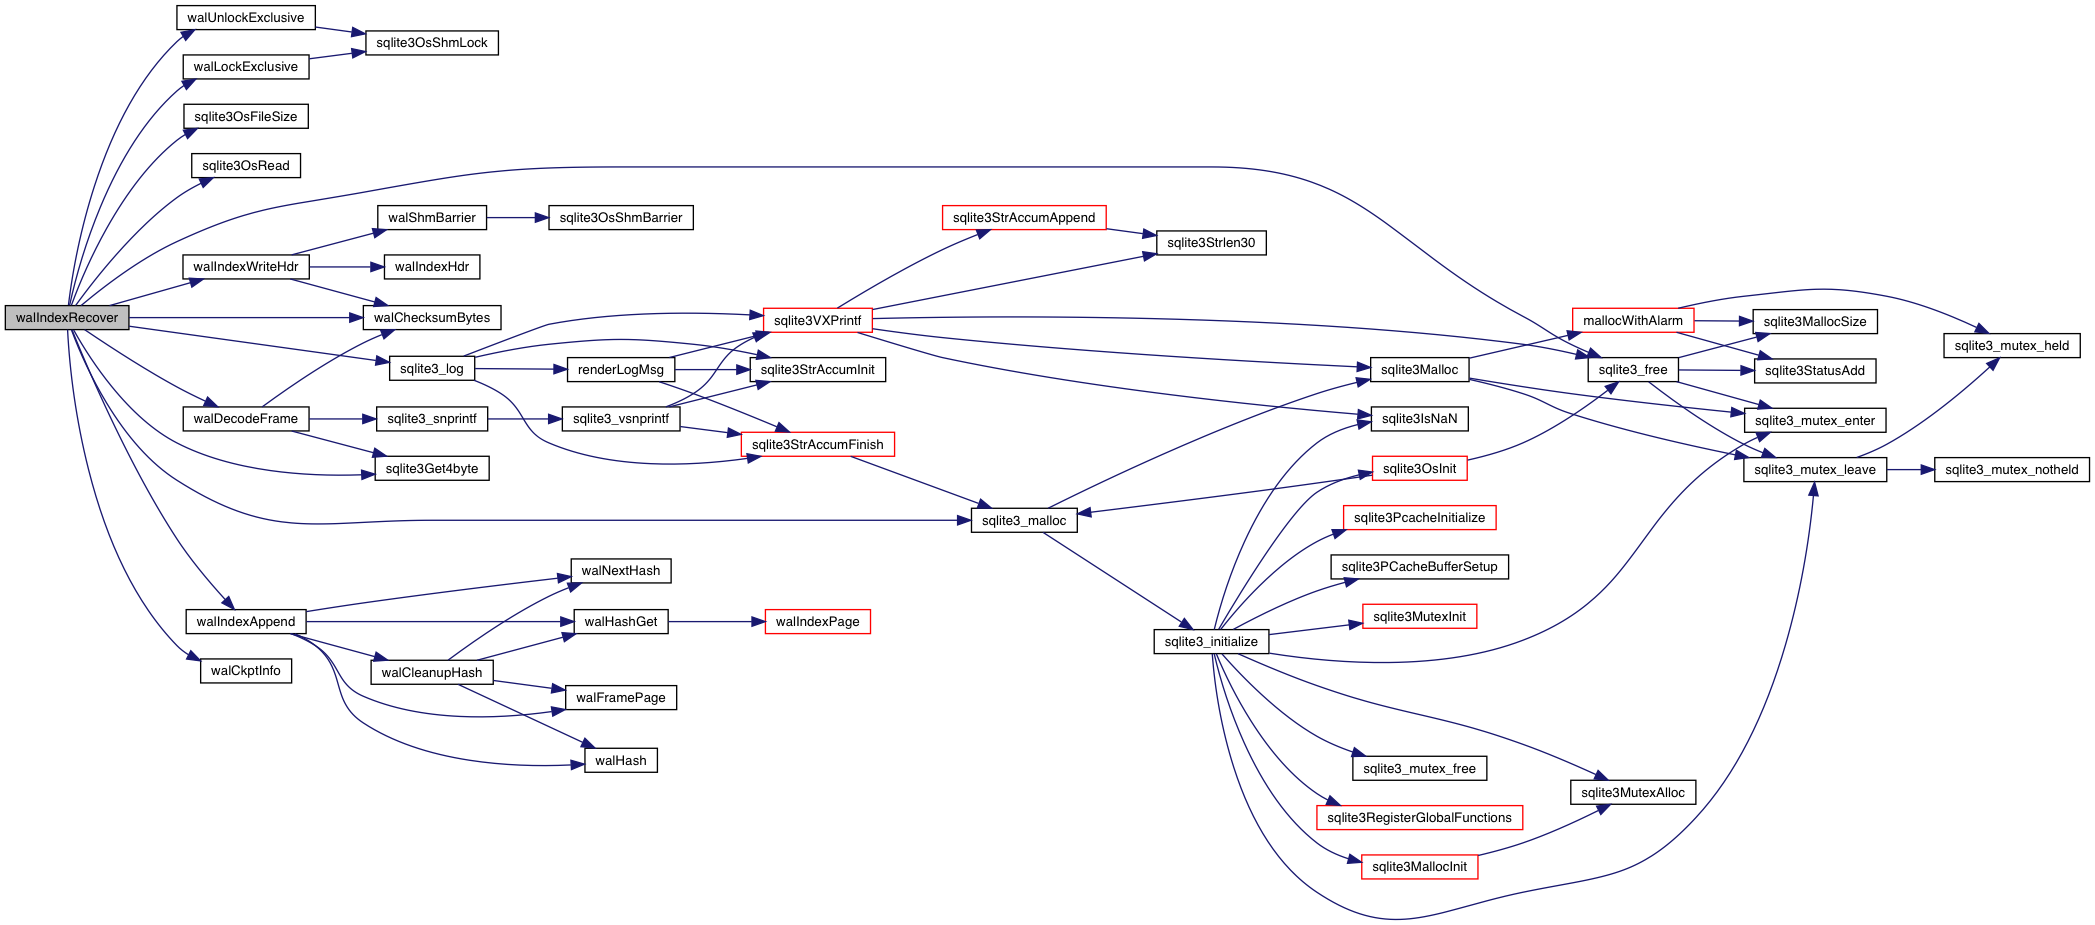 walIndexRecover
walUnlockExclusive
walLockExclusive
sqlite3OsShmLock
sqlite3OsFileSize
sqlite3OsRead
walIndexWriteHdr
walShmBarrier
sqlite3OsShmBarrier
walIndexHdr
walChecksumBytes
sqlite3_log
walDecodeFrame
sqlite3_snprintf
sqlite3Get4byte
renderLogMsg
sqlite3_vsnprintf
sqlite3VXPrintf
sqlite3StrAccumInit
sqlite3StrAccumFinish
sqlite3StrAccumAppend
sqlite3Strlen30
sqlite3_malloc
walIndexAppend
walCkptInfo
walCleanupHash
walNextHash
walHashGet
walIndexPage
walFramePage
walHash
sqlite3_initialize
sqlite3Malloc
sqlite3IsNaN
sqlite3OsInit
sqlite3PcacheInitialize
sqlite3PCacheBufferSetup
sqlite3MutexInit
sqlite3_mutex_free
sqlite3RegisterGlobalFunctions
sqlite3MallocInit
sqlite3MutexAlloc
mallocWithAlarm
sqlite3_free
sqlite3MallocSize
sqlite3StatusAdd
sqlite3_mutex_enter
sqlite3_mutex_leave
sqlite3_mutex_held
sqlite3_mutex_notheld